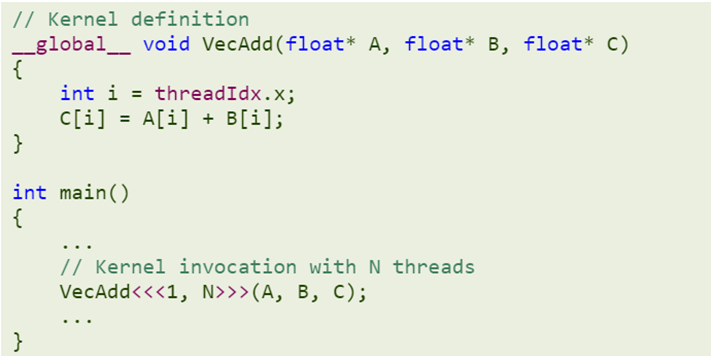 // Kernel definition
__global__ void VecAdd(float* A, float* B, float* C)
{
    int i = threadIdx.x;
    C[i] = A[i] + B[i];
}

int main()
{
    ...
    // Kernel invocation with N threads
    VecAdd<<<1, N>>>(A, B, C);
    ...
}